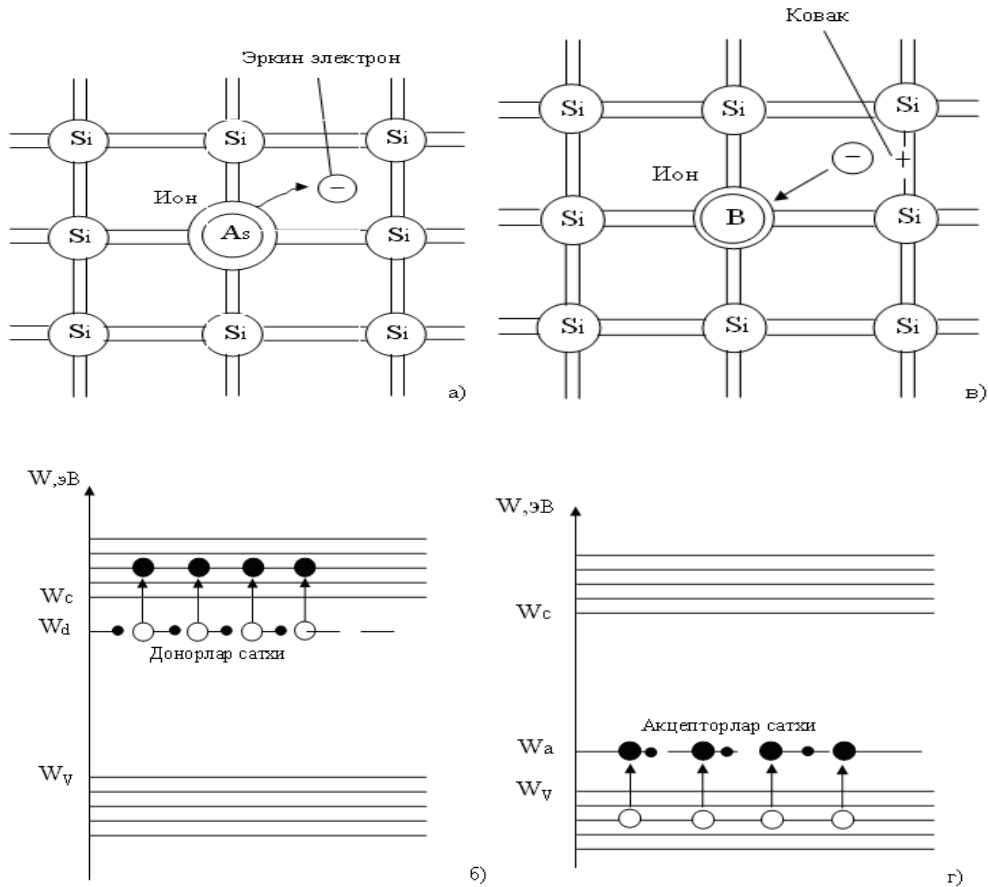 Эркин электрон
Si Si Si
Ион
Si As Si
Si Si Si
а)
Ковак
Si Si Si
Ион
Si B Si
Si Si Si
в)
W,эВ
Wc
Wd
Донорлар сатхи
Wv
б)
W,эВ
Wc
Акцепторлар сатхи
Wa
Wv
г)